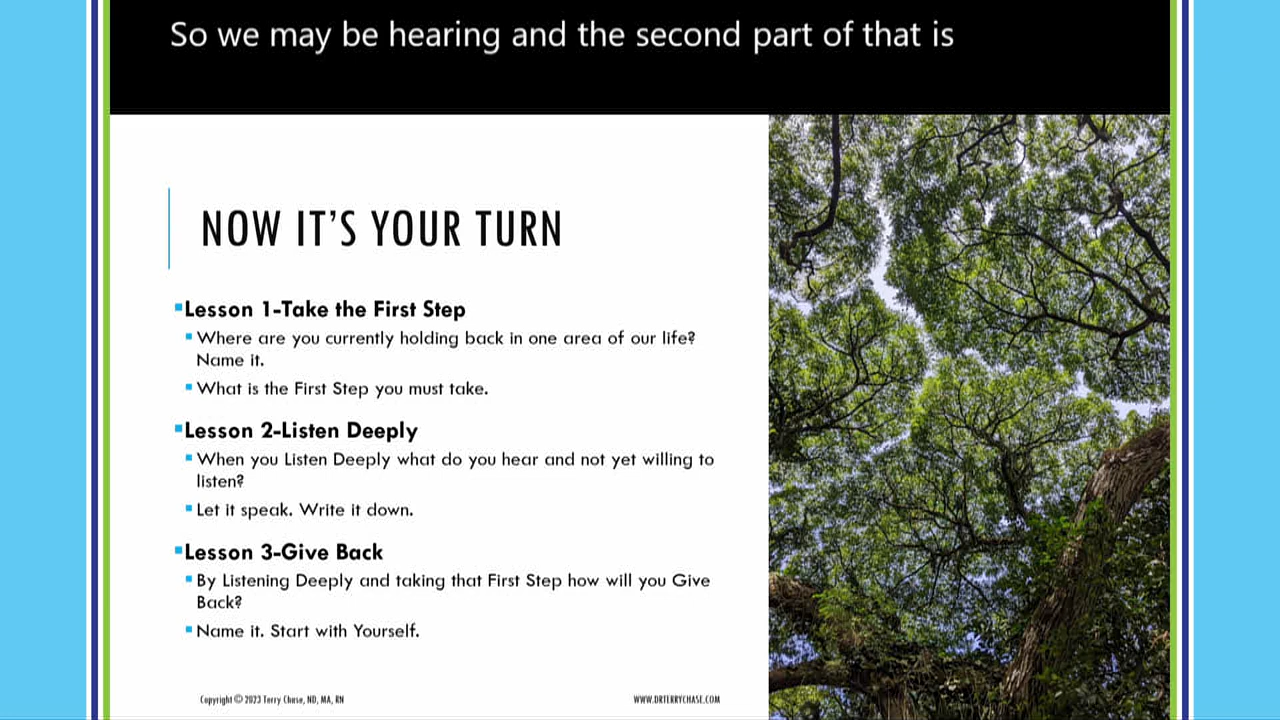 So we may be hearing and the second part of that is
NOW IT'S YOUR TURN
Lesson 1-Take the First Step
Where are you currently holding back in one area of our life?
Name it.
What is the First Step you must take.
Lesson 2-Listen Deeply
When you Listen Deeply what do you hear and not yet willing to
listen?
Let it speak. Write it down.
Lesson 3-Give Back
By Listening Deeply and taking that First Step how will you Give
Back?
Name it. Start with Yourself.
Copyright © 2023 Terry Chase, ND, MA, RN
WWW.DRTERRYCHASE.COM